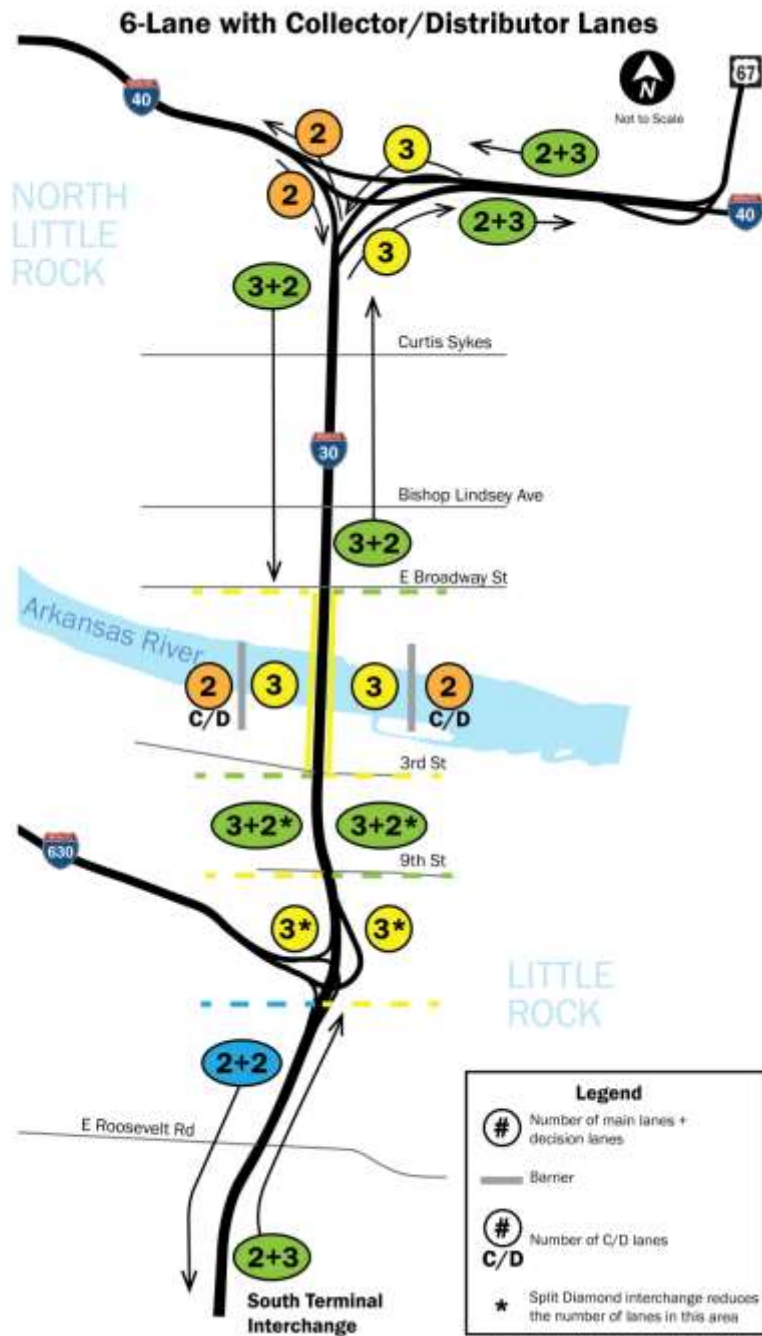 6-Lane with Collector/Distributor Lanes
40
N
Not to Scale
67
2
3
2+3
NORTH
LITTLE
ROCK
2
40
2+3
3
3+2
Curtis Sykes
30
Bishop Lindsey Ave
3+2
E Broadway St
Arkansas River
2
C/D
3
3
2
C/D
3rd St
3+2*
3+2*
9th St
630
3*
3*
LITTLE
ROCK
2+2
E Roosevelt Rd
2+3
South Terminal
Interchange
Legend
#
Number of main lanes +
decision lanes
Barrier
#
C/D
Number of C/D lanes
*
Split Diamond interchange reduces
the number of lanes in this area